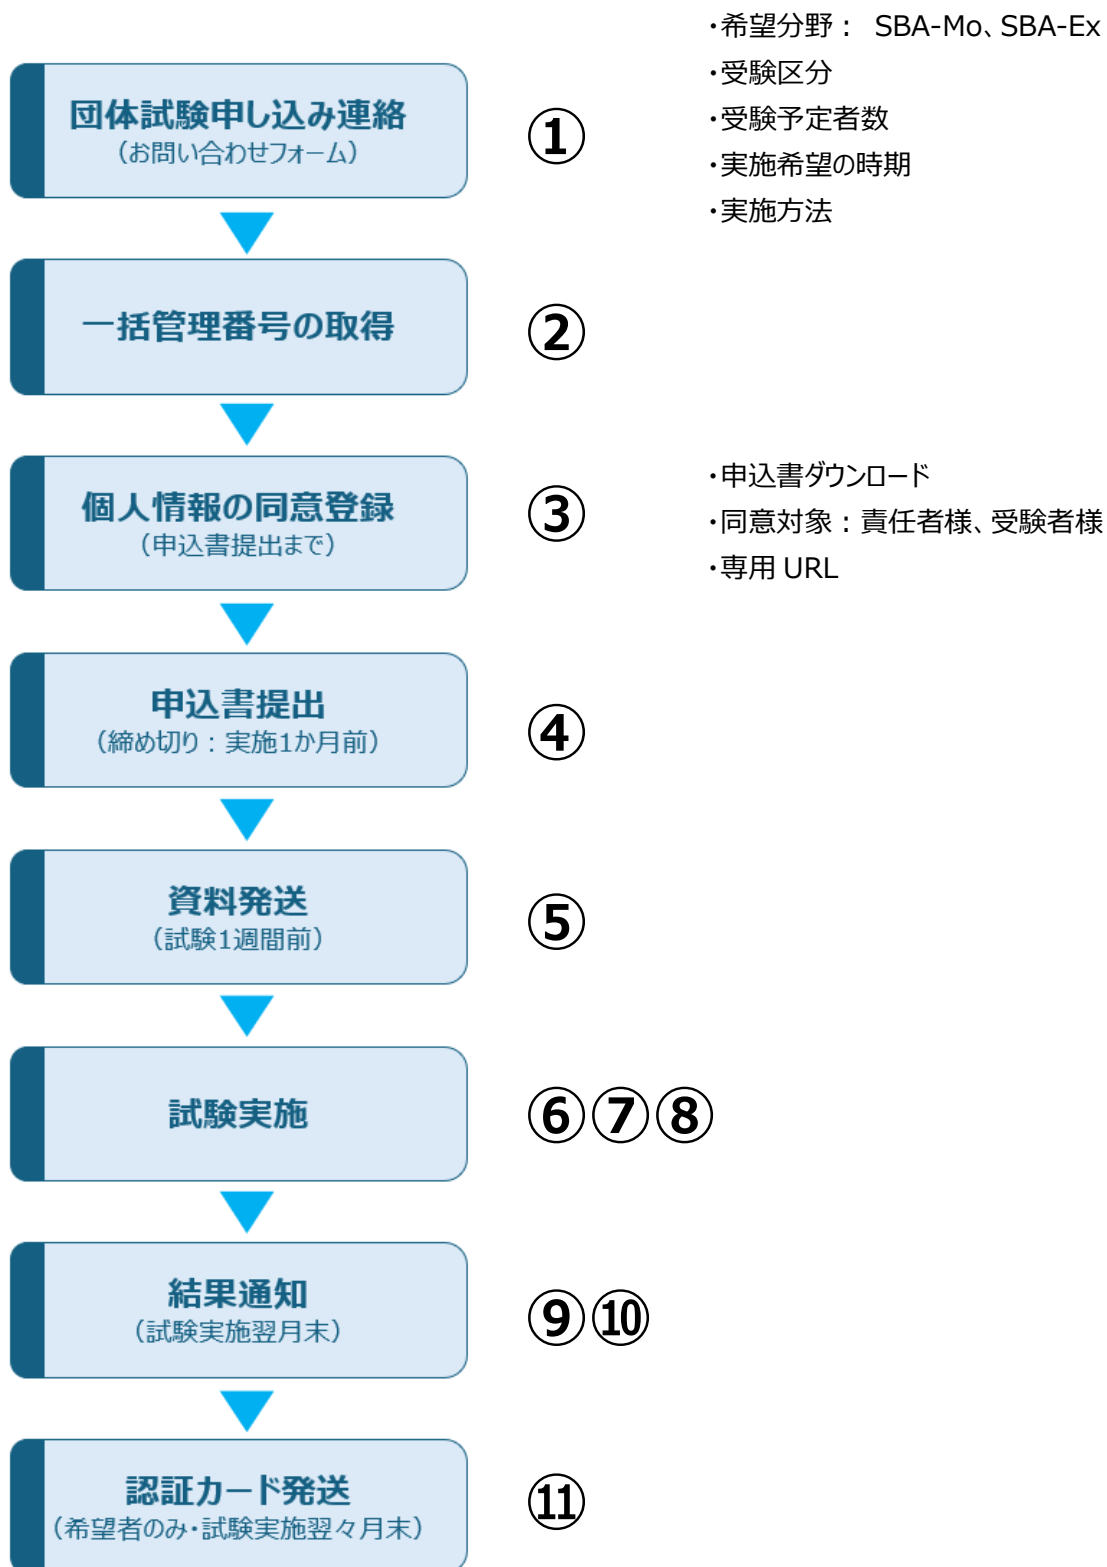 ・希望分野： SBA-Mo、SBA-Ex
団体試験申し込み連絡
（お問い合わせフォーム）
①
・受験区分
・受験予定者数
・実施希望の時期
・実施方法
一括管理番号の取得
②
個人情報の同意登録
（申込書提出まで）
③
・申込書ダウンロード
・同意対象：責任者様、受験者様
・専用 URL
申込書提出
（締め切り：実施1か月前）
④
資料発送
（試験1週間前）
⑤
試験実施
⑥⑦⑧
結果通知
（試験実施翌月末）
⑨⑩
認証カード発送
（希望者のみ・試験実施翌々月末）
⑪